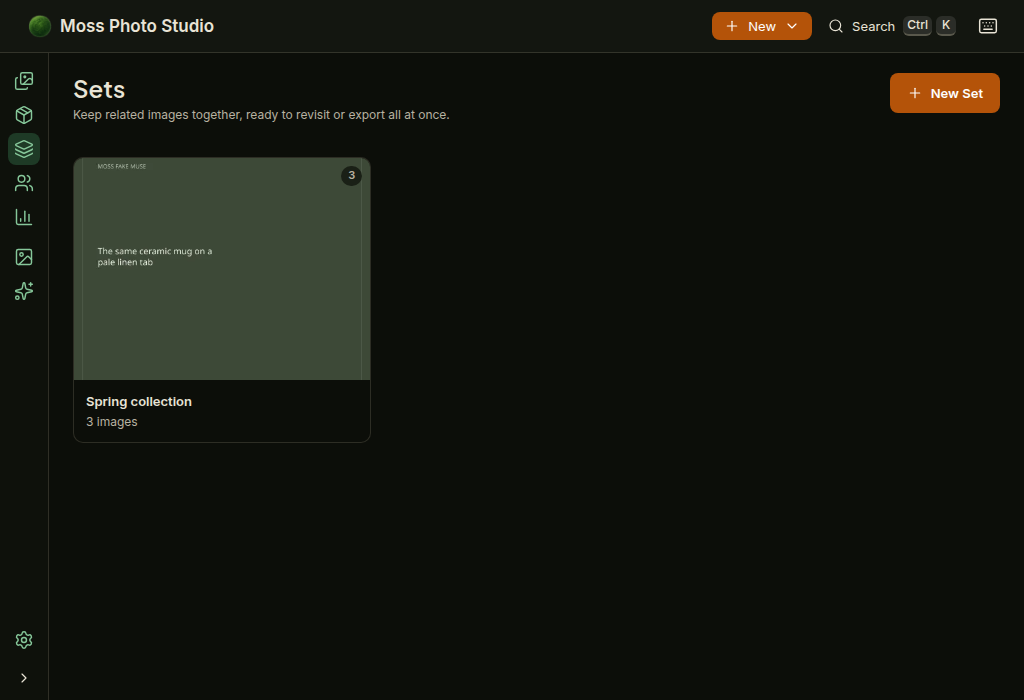 Moss Photo Studio
New
Search
Ctrl
K
Sets
Keep related images together, ready to revisit or export all at once.
New Set
MOSS FAKE MUSE
3
The same ceramic mug on a
pale linen tab
Spring collection
3 images